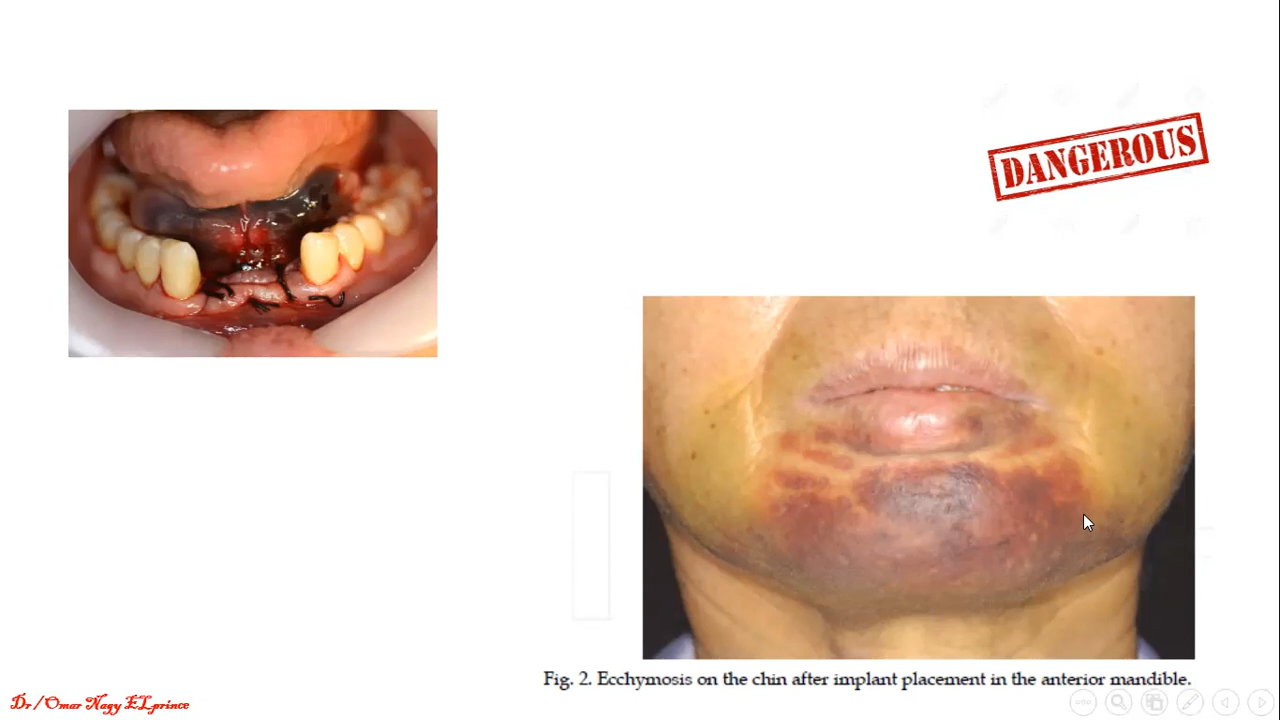 DANGEROUS
Fig. 2. Ecchymosis on the chin after implant placement in the anterior mandible.
Dr/Omar Nagy ELprince